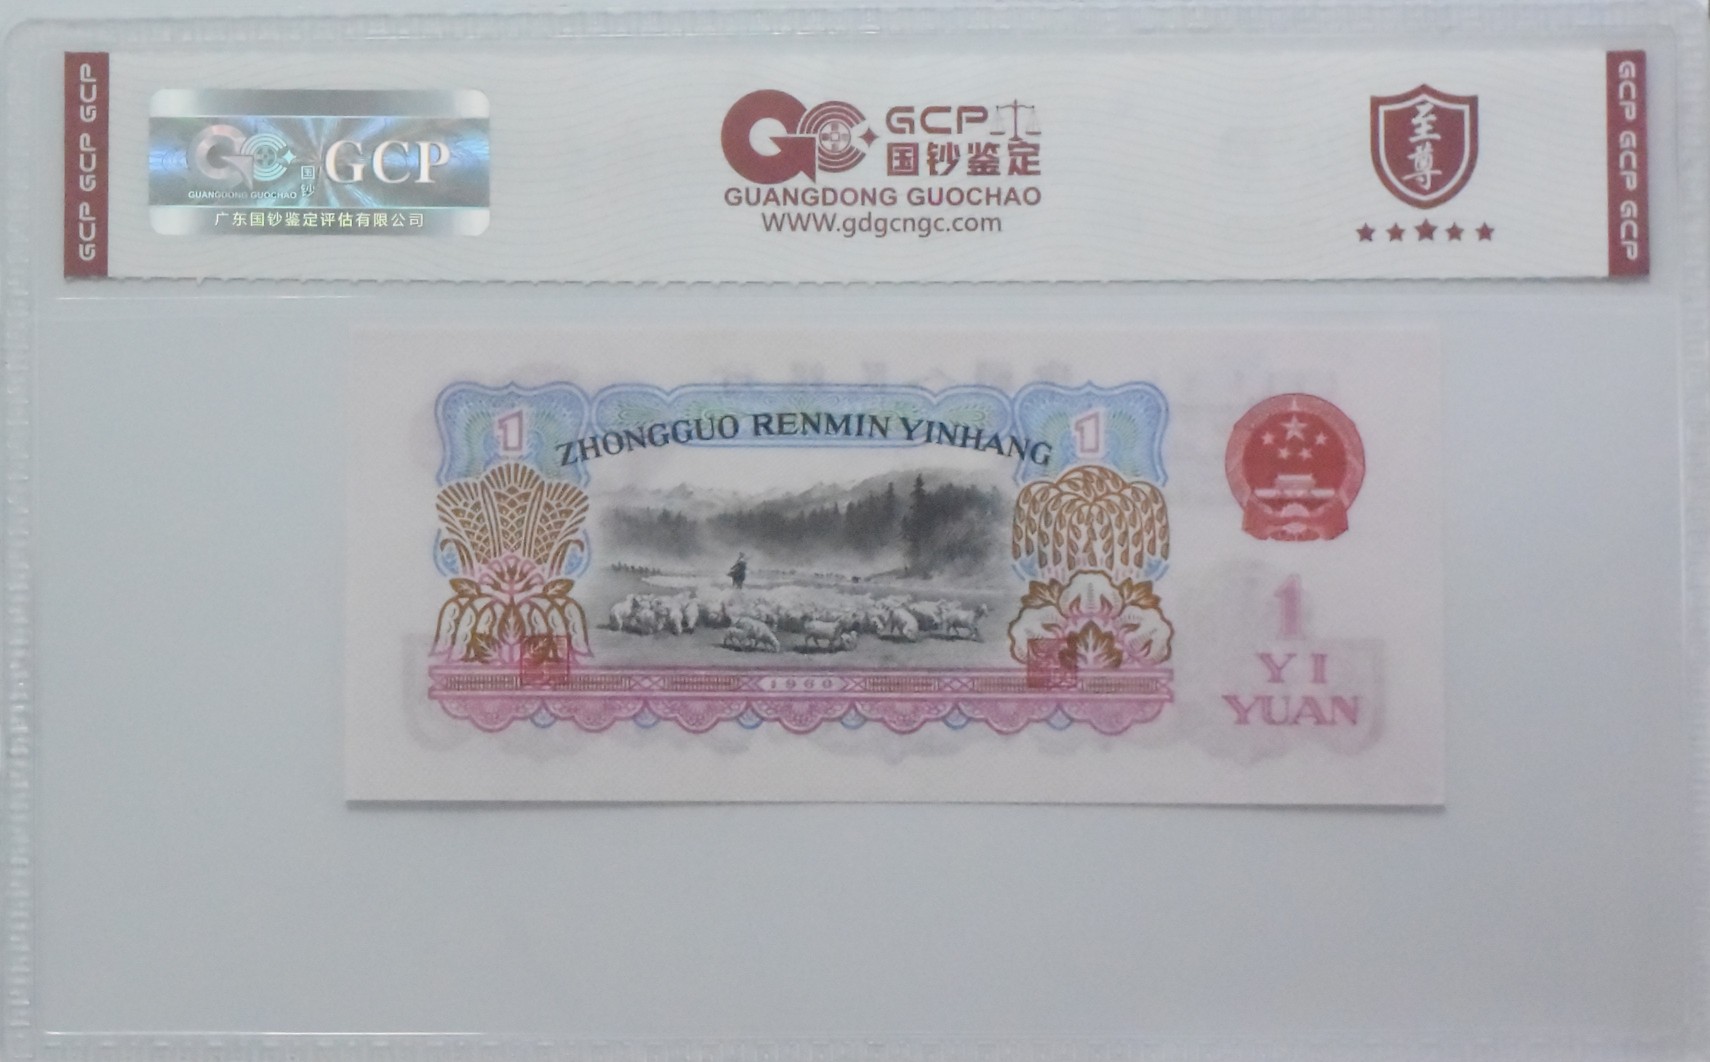 GCP GCP GCP
GCP
国钞
GUANGDONG GUOCHAO
广东国钞鉴定评估有限公司
GCP
国钞鉴定
GUANGDONG GUOCHAO
WWW.gdgcngc.com
至尊
GCP GCP GCP GCP
1
ZHONGGUO RENMIN YINHANG
1
1960
1
YI
YUAN